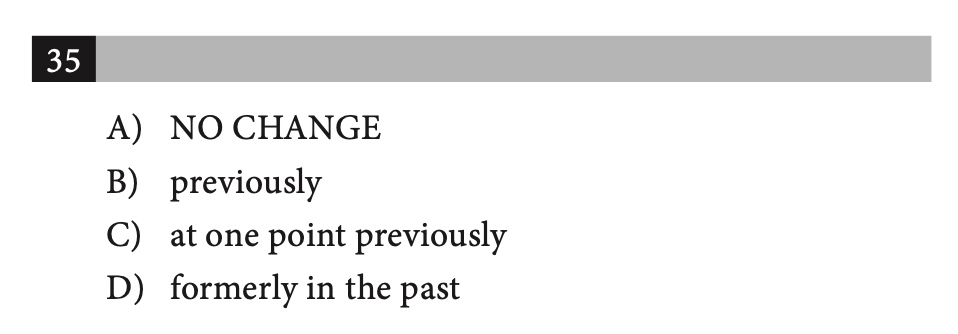 35
A) NO CHANGE
B) previously
C) at one point previously
D) formerly in the past